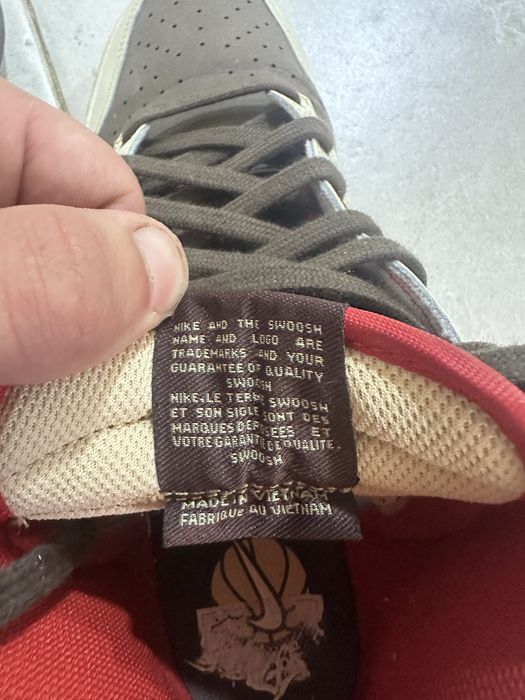 NIKE AND THE SWOOSH
NAME AND LOGO ARE
TRADEMARKS AND YOUR
GUARANTEE OF QUALITY
SWOOSH
NIKE.LE TERME SWOOSH
ET SON SIGLE SONT DES
MARQUES DEPOSEES ET
VOTRE GARANTIE DE QUALITE.
SWOOSH
MADE IN VIETNAM
FABRIQUE AU VIETNAM